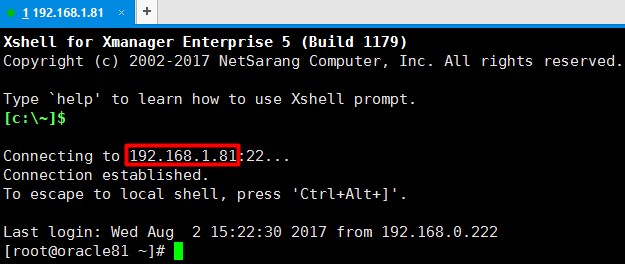 1 192.168.1.81 × +
Xshell for Xmanager Enterprise 5 (Build 1179)
Copyright (c) 2002-2017 NetSarang Computer, Inc. All rights reserved.
Type `help' to learn how to use Xshell prompt.
[c:\~]$
Connecting to 192.168.1.81:22...
Connection established.
To escape to local shell, press 'Ctrl+Alt+]'.
Last login: Wed Aug  2 15:22:30 2017 from 192.168.0.222
[root@oracle81 ~]#